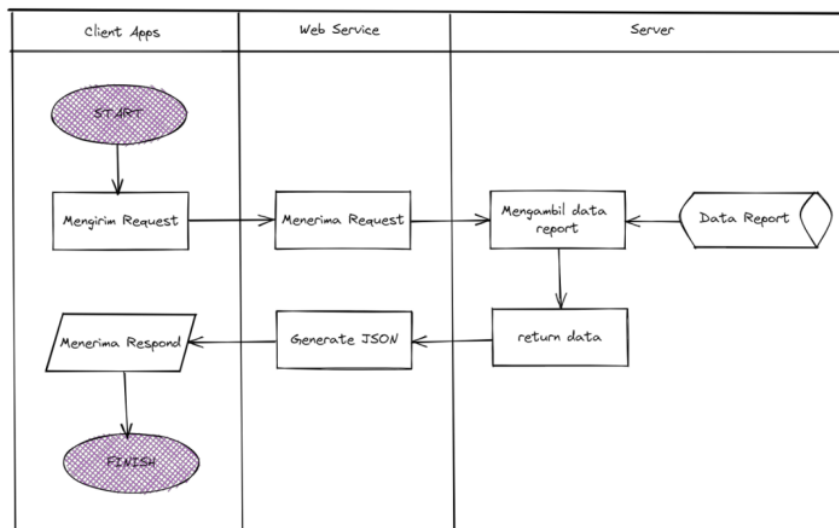 Client Apps
Web Service
Server
START
Mengirim Request
Menerima Request
Mengambil data
report
Data Report
Menerima Respond
Generate JSON
return data
FINISH